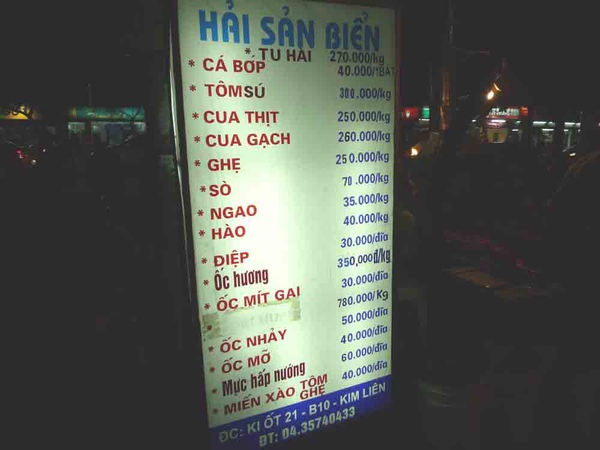 HẢI SẢN BIỂN
* TU HÀI 270.000/kg
* CÁ BỚP 40.000/1BÁT
* TÔM SÚ 300.000/kg
* CUA THỊT 250.000/kg
* CUA GẠCH 260.000/kg
* GHẸ 250.000/kg
* SÒ 70.000/kg
* NGAO 35.000/kg
* HÀO 40.000/kg
* ĐIỆP 30.000/đĩa
* Ốc hương 350,000đ/kg
* ỐC MÍT GAI 30.000/đĩa
780.000/Kg
* ỐC NHẢY 50.000/đĩa
* ỐC MỠ 40.000/đĩa
* Mực hấp nướng 60.000/đĩa
* MIẾN XÀO TÔM GHẸ 40.000/đĩa
ĐC: KI ỐT 21 - B10 - KIM LIÊN
ĐT: 04.35740433